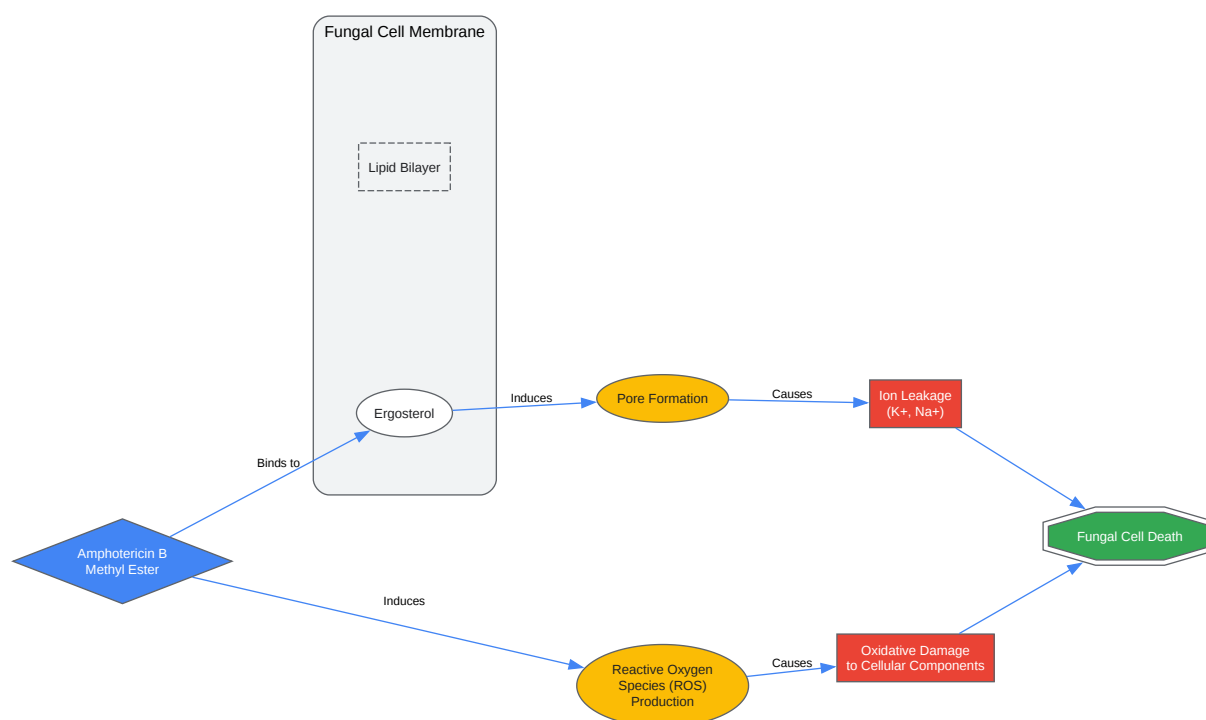 Fungal Cell Membrane
Lipid Bilayer
Ergosterol
Induces
Pore Formation
Causes
Ion Leakage
(K+, Na+)
Binds to
Amphotericin B
Methyl Ester
Fungal Cell Death
Induces
Reactive Oxygen
Species (ROS)
Production
Causes
Oxidative Damage
to Cellular Components